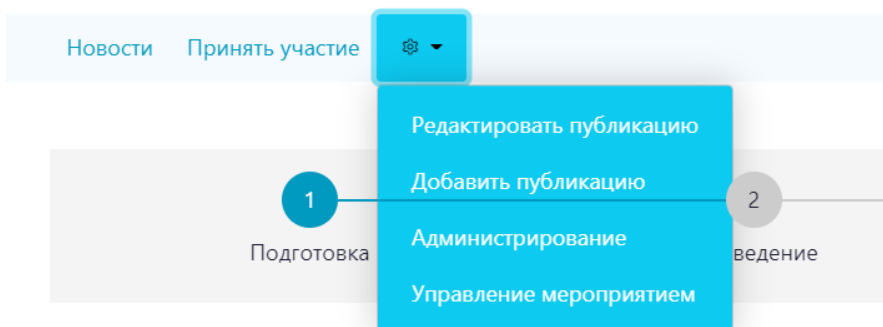 Новости Принять участие
Редактировать публикацию
Добавить публикацию
1
2
Администрирование
Подготовка
ведение
Управление мероприятием